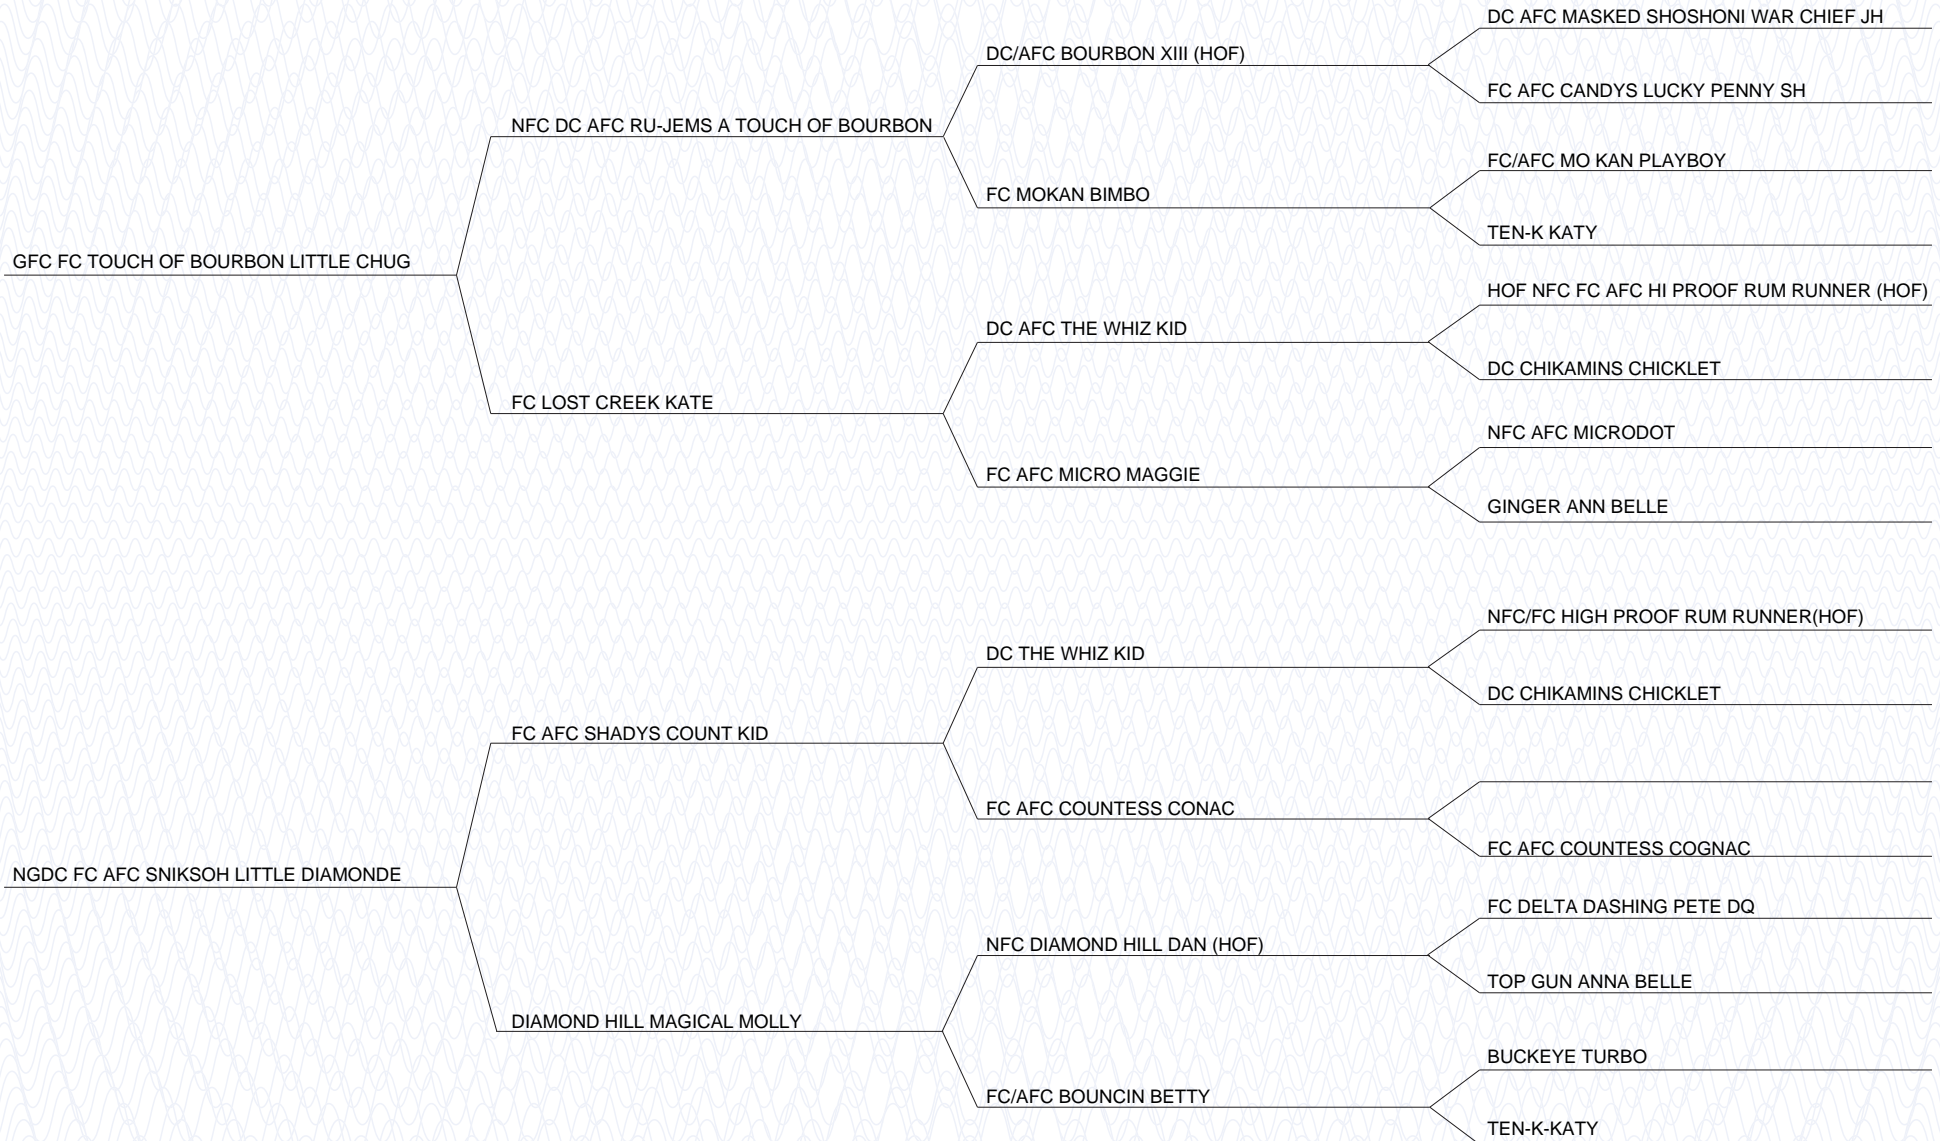 DC AFC MASKED SHOSHONI WAR CHIEF JH
DC/AFC BOURBON XIII (HOF)
FC AFC CANDYS LUCKY PENNY SH
NFC DC AFC RU-JEMS A TOUCH OF BOURBON
FC/AFC MO KAN PLAYBOY
FC MOKAN BIMBO
TEN-K KATY
GFC FC TOUCH OF BOURBON LITTLE CHUG
HOF NFC FC AFC HI PROOF RUM RUNNER (HOF)
DC AFC THE WHIZ KID
DC CHIKAMINS CHICKLET
FC LOST CREEK KATE
NFC AFC MICRODOT
FC AFC MICRO MAGGIE
GINGER ANN BELLE
NFC/FC HIGH PROOF RUM RUNNER(HOF)
DC THE WHIZ KID
DC CHIKAMINS CHICKLET
FC AFC SHADYS COUNT KID
FC AFC COUNTESS CONAC
FC AFC COUNTESS COGNAC
NGDC FC AFC SNIKSOH LITTLE DIAMONDE
FC DELTA DASHING PETE DQ
NFC DIAMOND HILL DAN (HOF)
TOP GUN ANNA BELLE
DIAMOND HILL MAGICAL MOLLY
BUCKEYE TURBO
FC/AFC BOUNCIN BETTY
TEN-K-KATY